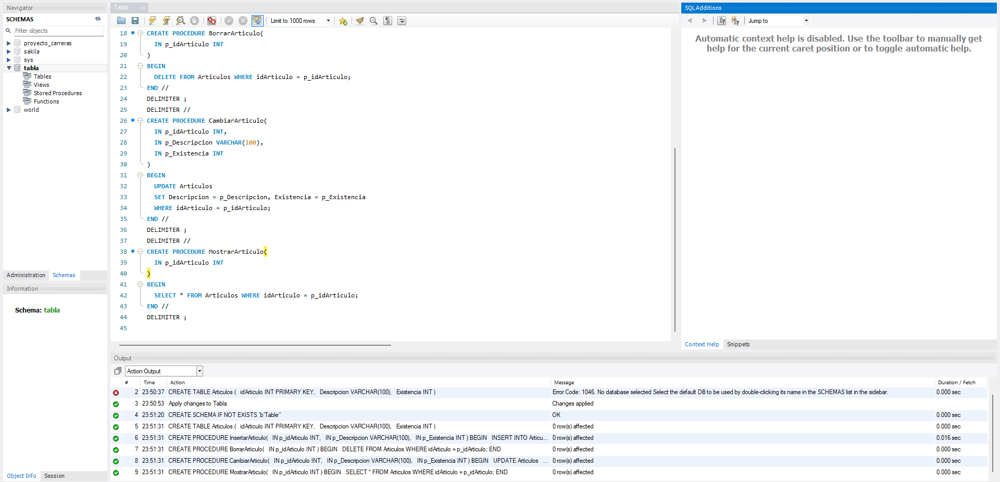 Navigator
SCHEMAS
Filter objects
proyecto_carreras
sakila
sys
tabla
Tables
Views
Stored Procedures
Functions
world
Administration Schemas
Information
Schema: tabla
Object Info Session
Tabla
Limit to 1000 rows
18 CREATE PROCEDURE BorrarArticulo(
19 IN p_idArticulo INT
20 )
21 BEGIN
22 DELETE FROM Articulos WHERE idArticulo = p_idArticulo;
23 END //
24 DELIMITER ;
25 DELIMITER //
26 CREATE PROCEDURE CambiarArticulo(
27 IN p_idArticulo INT,
28 IN p_Descripcion VARCHAR(100),
29 IN p_Existencia INT
30 )
31 BEGIN
32 UPDATE Articulos
33 SET Descripcion = p_Descripcion, Existencia = p_Existencia
34 WHERE idArticulo = p_idArticulo;
35 END //
36 DELIMITER ;
37 DELIMITER //
38 CREATE PROCEDURE MostrarArticulo(
39 IN p_idArticulo INT
40 )
41 BEGIN
42 SELECT * FROM Articulos WHERE idArticulo = p_idArticulo;
43 END //
44 DELIMITER ;
45
SQLAdditions
Jump to
Automatic context help is disabled. Use the toolbar to manually get
help for the current caret position or to toggle automatic help.
Context Help Snippets
Output
Action Output
# Time Action Message Duration / Fetch
2 23:50:37 CREATE TABLE Articulos ( idArticulo INT PRIMARY KEY, Descripcion VARCHAR(100), Existencia INT ) Error Code: 1046. No database selected Select the default DB to be used by double-clicking its name in the SCHEMAS list in the sidebar. 0.000 sec
3 23:50:53 Apply changes to Tabla Changes applied
4 23:51:20 CREATE SCHEMA IF NOT EXISTS `b'Table'` OK 0.000 sec
5 23:51:31 CREATE TABLE Articulos ( idArticulo INT PRIMARY KEY, Descripcion VARCHAR(100), Existencia INT ) 0 row(s) affected 0.000 sec
6 23:51:31 CREATE PROCEDURE InsertarArticulo( IN p_idArticulo INT, IN p_Descripcion VARCHAR(100), IN p_Existencia INT ) BEGIN INSERT INTO Articu... 0 row(s) affected 0.016 sec
7 23:51:31 CREATE PROCEDURE BorrarArticulo( IN p_idArticulo INT ) BEGIN DELETE FROM Articulos WHERE idArticulo = p_idArticulo; END 0 row(s) affected 0.000 sec
8 23:51:31 CREATE PROCEDURE CambiarArticulo( IN p_idArticulo INT, IN p_Descripcion VARCHAR(100), IN p_Existencia INT ) BEGIN UPDATE Articulos ... 0 row(s) affected 0.000 sec
9 23:51:31 CREATE PROCEDURE MostrarArticulo( IN p_idArticulo INT ) BEGIN SELECT * FROM Articulos WHERE idArticulo = p_idArticulo; END 0 row(s) affected 0.000 sec